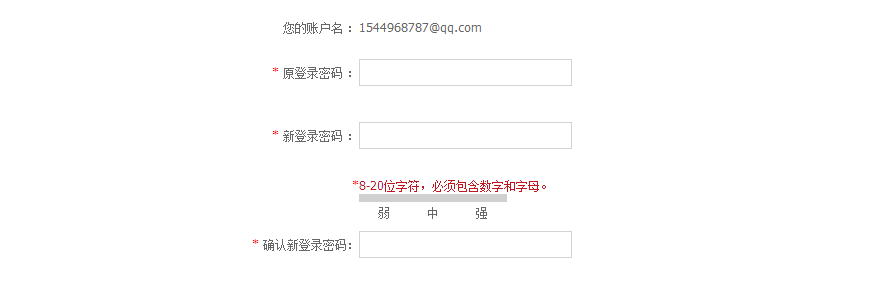 您的账户名 ：1544968787@qq.com
* 原登录密码 ：
* 新登录密码 ：
*8-20位字符，必须包含数字和字母。
弱 中 强
* 确认新登录密码：